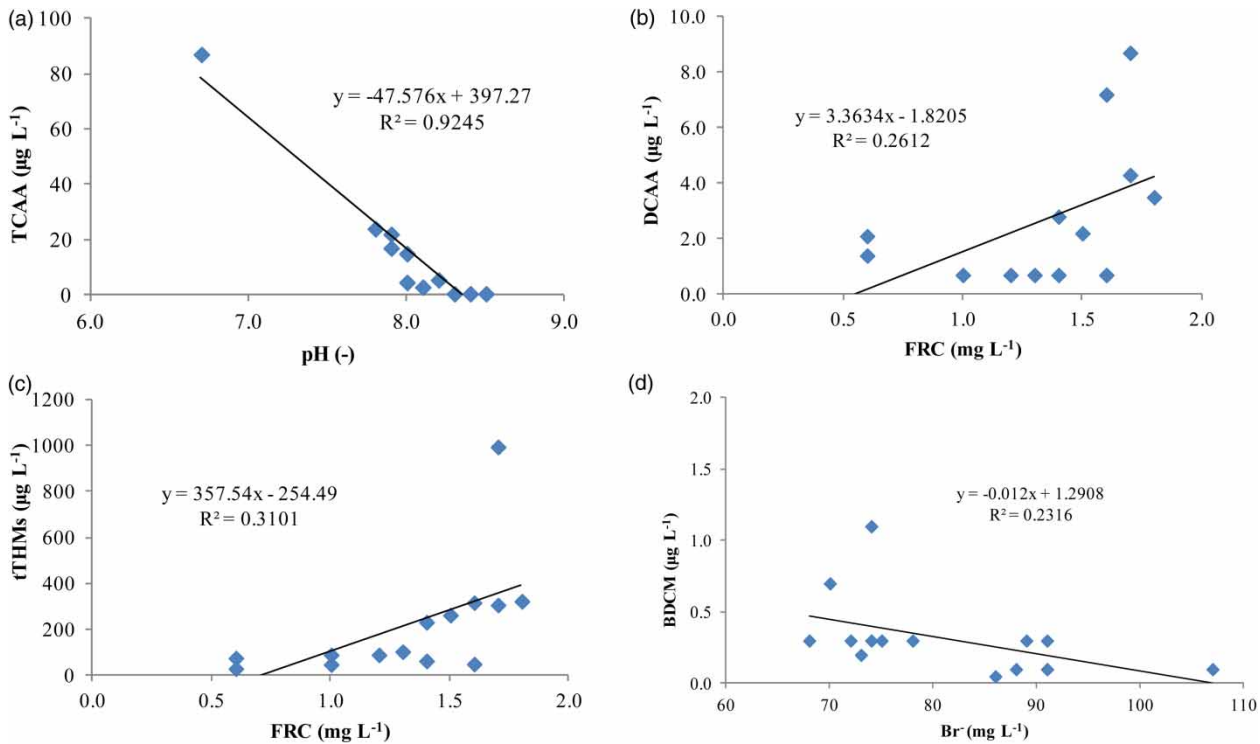 (a)
100
80
60
40
20
0
TCAA (µg L⁻¹)
y = -47.576x + 397.27
R² = 0.9245
6.0 7.0 8.0 9.0
pH (-)
(b)
10.0
8.0
6.0
4.0
2.0
0.0
DCAA (µg L⁻¹)
y = 3.3634x - 1.8205
R² = 0.2612
0.0 0.5 1.0 1.5 2.0
FRC (mg L⁻¹)
(c)
1200
1000
800
600
400
200
0
tTHMs (µg L⁻¹)
y = 357.54x - 254.49
R² = 0.3101
0.0 0.5 1.0 1.5 2.0
FRC (mg L⁻¹)
(d)
2.0
1.5
1.0
0.5
0.0
BDCM (µg L⁻¹)
y = -0.012x + 1.2908
R² = 0.2316
60 70 80 90 100 110
Br⁻ (mg L⁻¹)